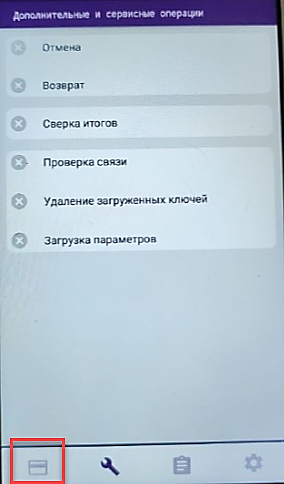 Дополнительные и сервисные операции
Отмена
Возврат
Сверка итогов
Проверка связи
Удаление загруженных ключей
Загрузка параметров